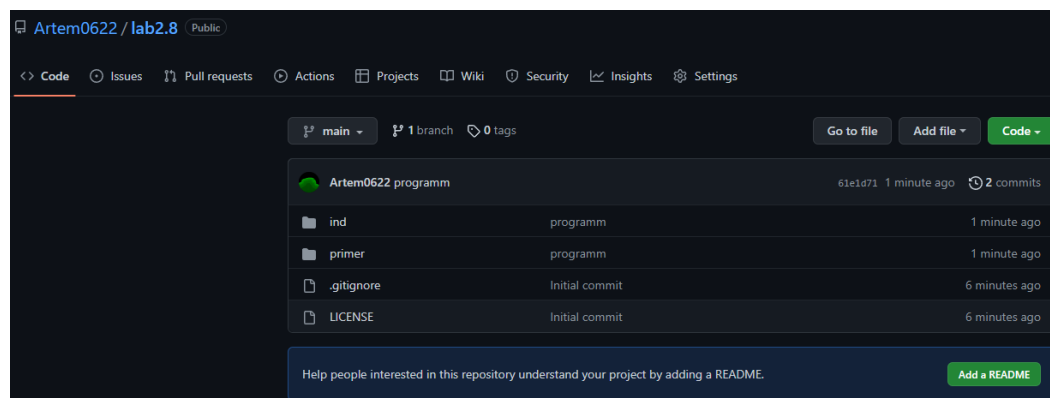 Artem0622 / lab2.8 Public
<> Code Issues Pull requests Actions Projects Wiki Security Insights Settings
main 1 branch 0 tags Go to file Add file Code
Artem0622 programm 61e1d71 1 minute ago 2 commits
ind programm 1 minute ago
primer programm 1 minute ago
.gitignore Initial commit 6 minutes ago
LICENSE Initial commit 6 minutes ago
Help people interested in this repository understand your project by adding a README. Add a README